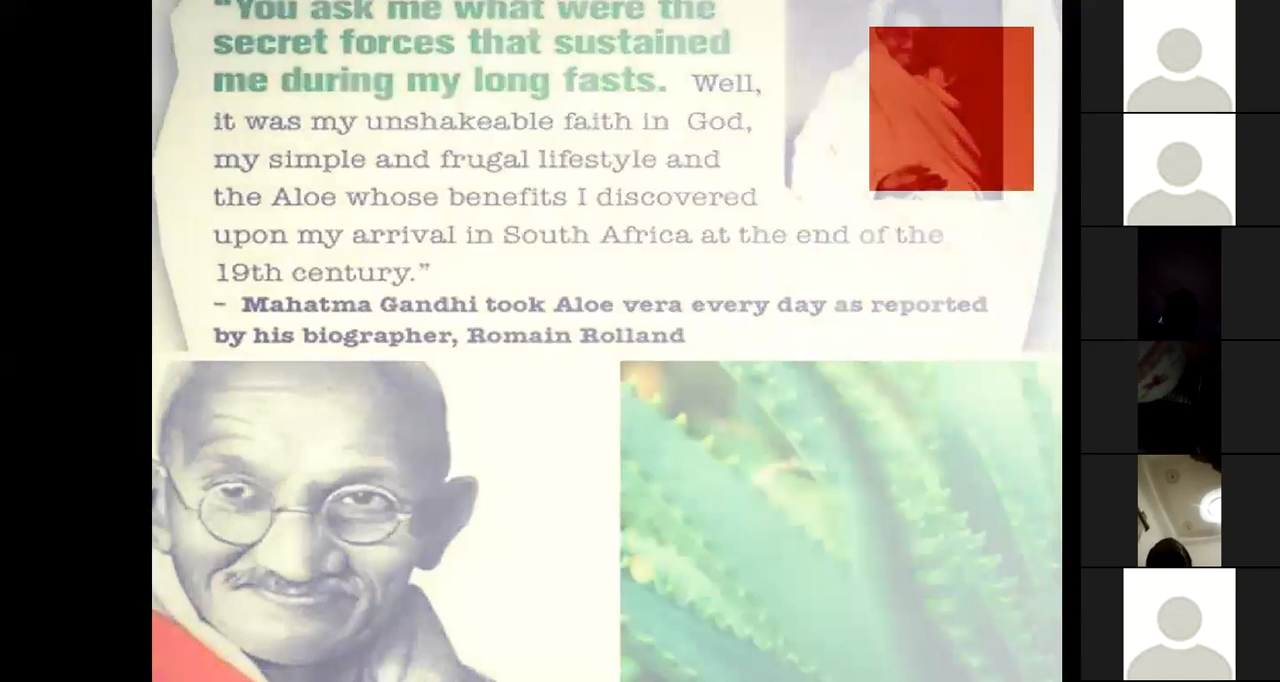 "You ask me what were the
secret forces that sustained
me during my long fasts. Well,
it was my unshakeable faith in God,
my simple and frugal lifestyle and
the Aloe whose benefits I discovered
upon my arrival in South Africa at the end of the
19th century."
- Mahatma Gandhi took Aloe vera every day as reported
by his biographer, Romain Rolland